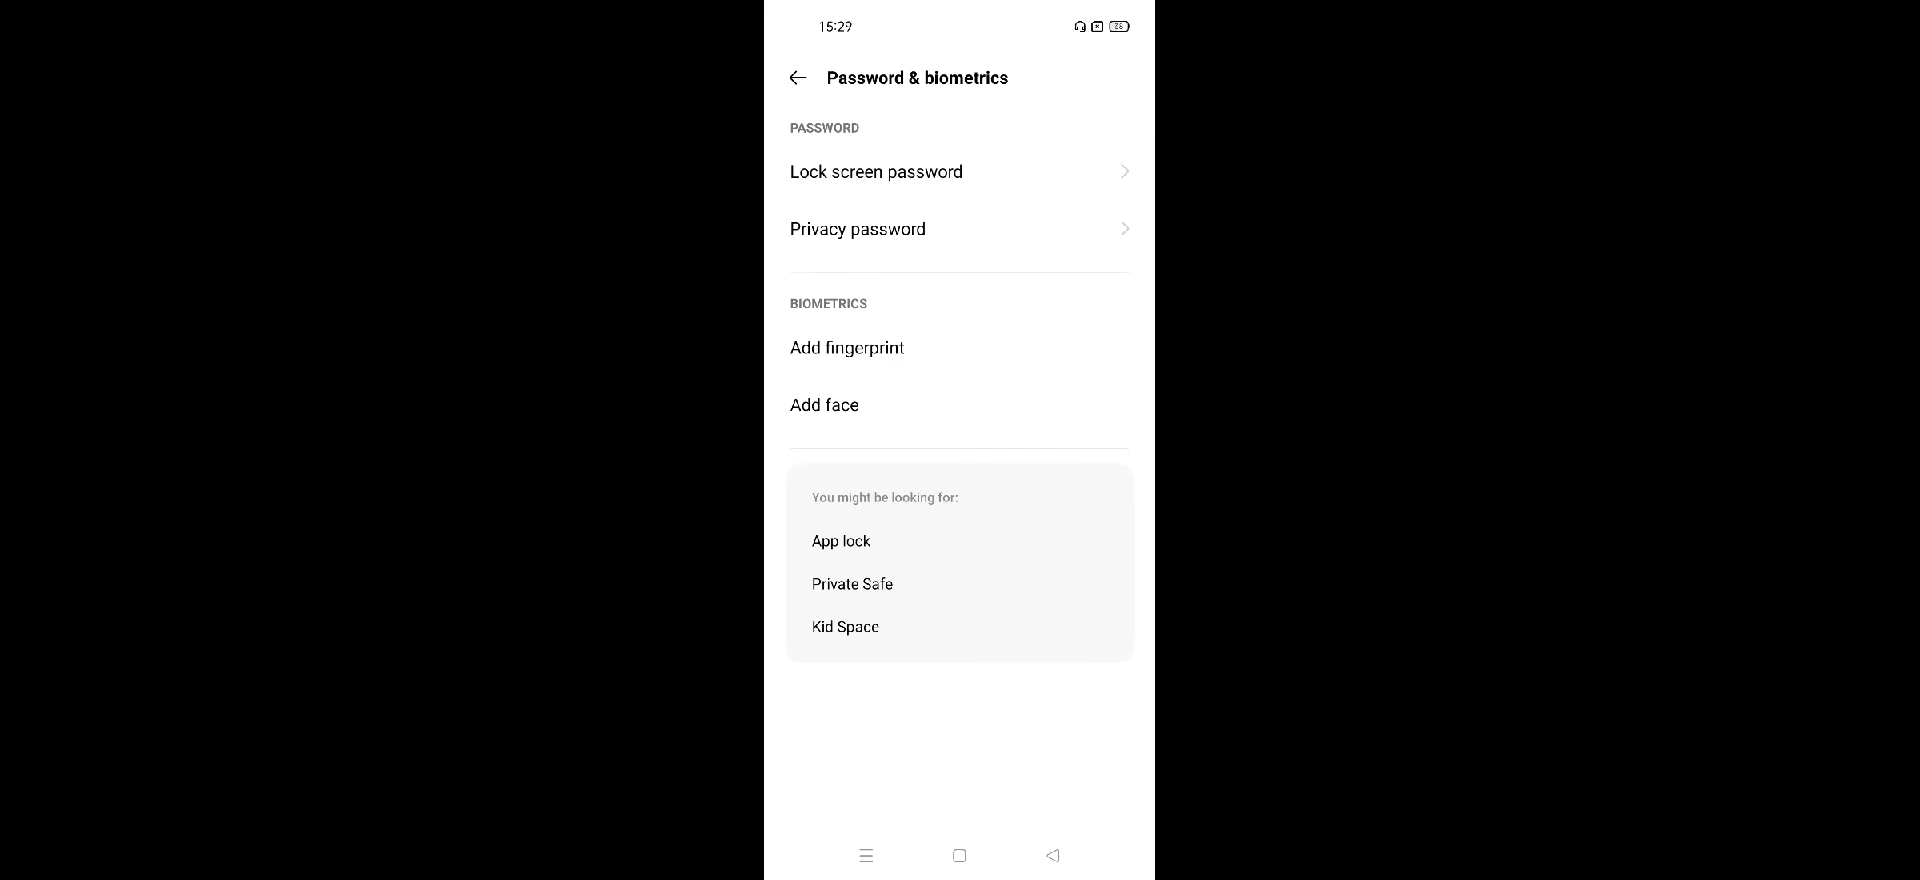 15:29
Password & biometrics
PASSWORD
Lock screen password
Privacy password
BIOMETRICS
Add fingerprint
Add face
You might be looking for:
App lock
Private Safe
Kid Space